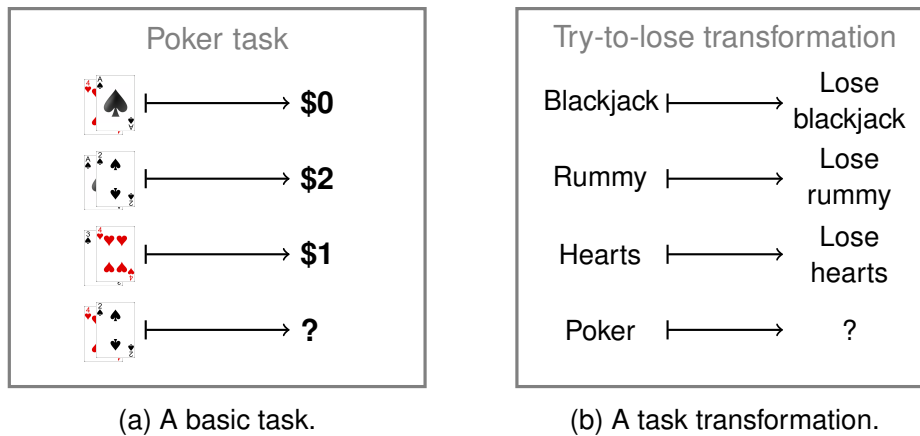 Poker task
$0
$2
$1
?
(a) A basic task.
Try-to-lose transformation
Blackjack Lose
blackjack
Rummy Lose
rummy
Hearts Lose
hearts
Poker ?
(b) A task transformation.